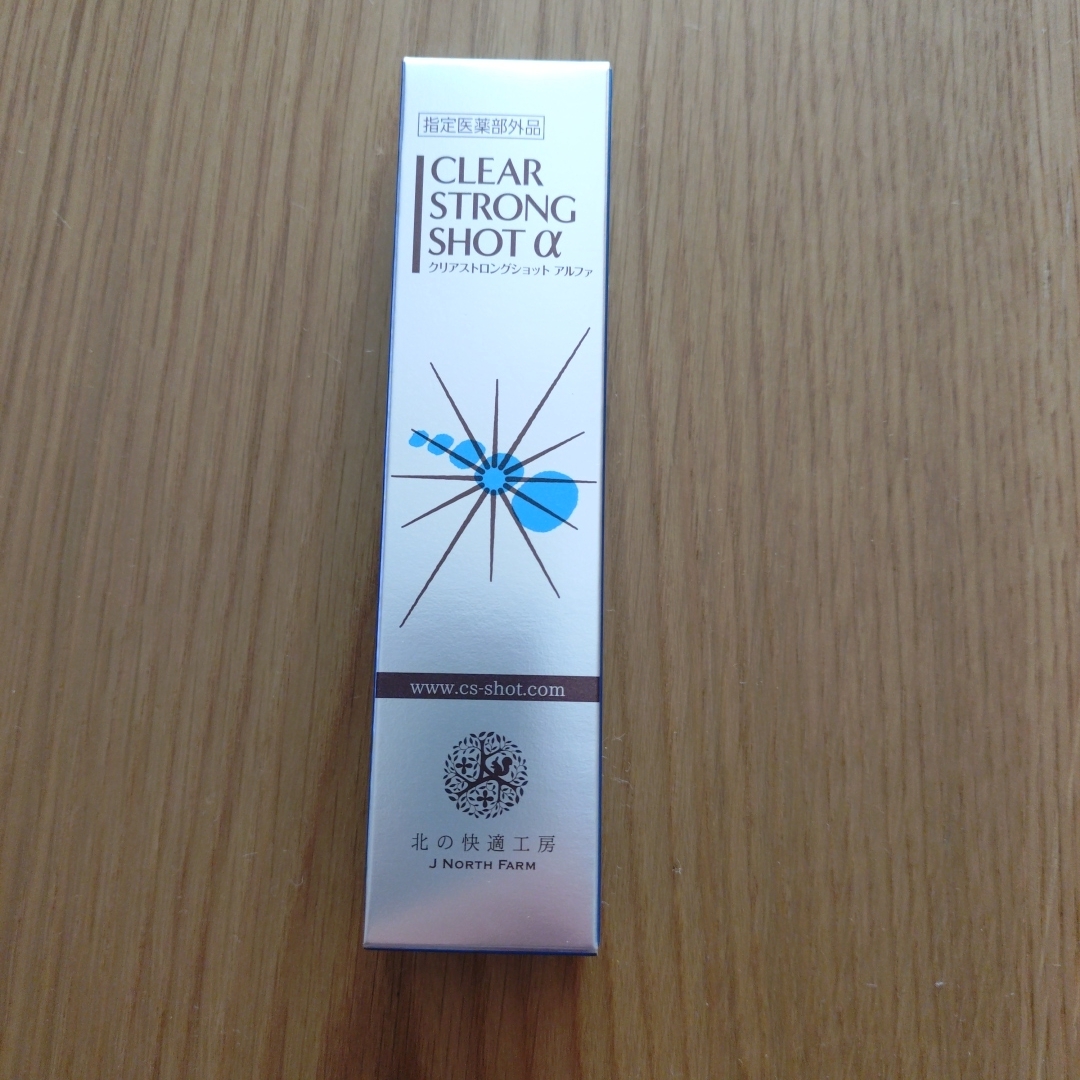 指定医薬部外品
CLEAR
STRONG
SHOT α
クリアストロングショット アルファ
www.cs-shot.com
北の快適工房
J NORTH FARM